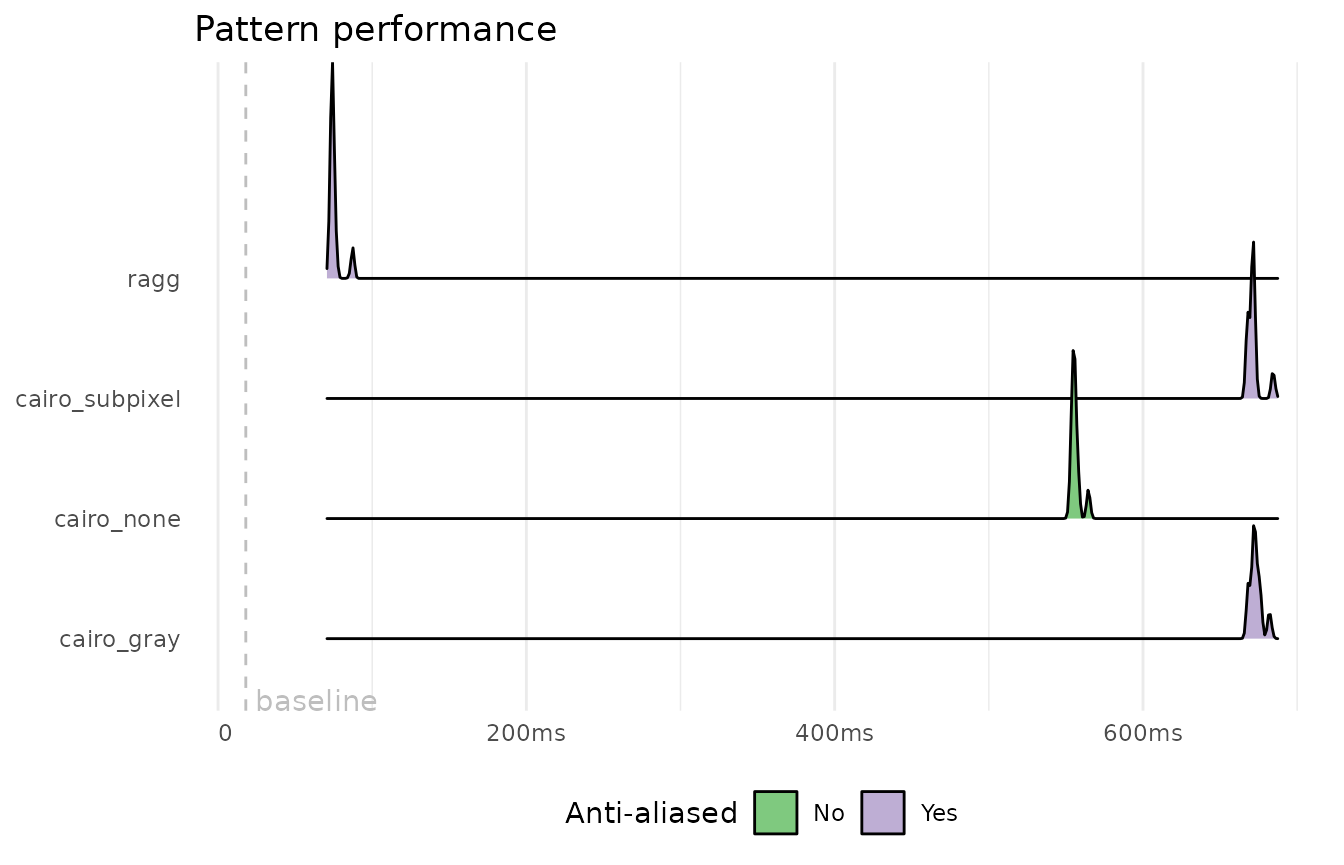 Pattern performance
ragg
cairo_subpixel
cairo_none
cairo_gray
baseline
0 200ms 400ms 600ms
Anti-aliased No Yes